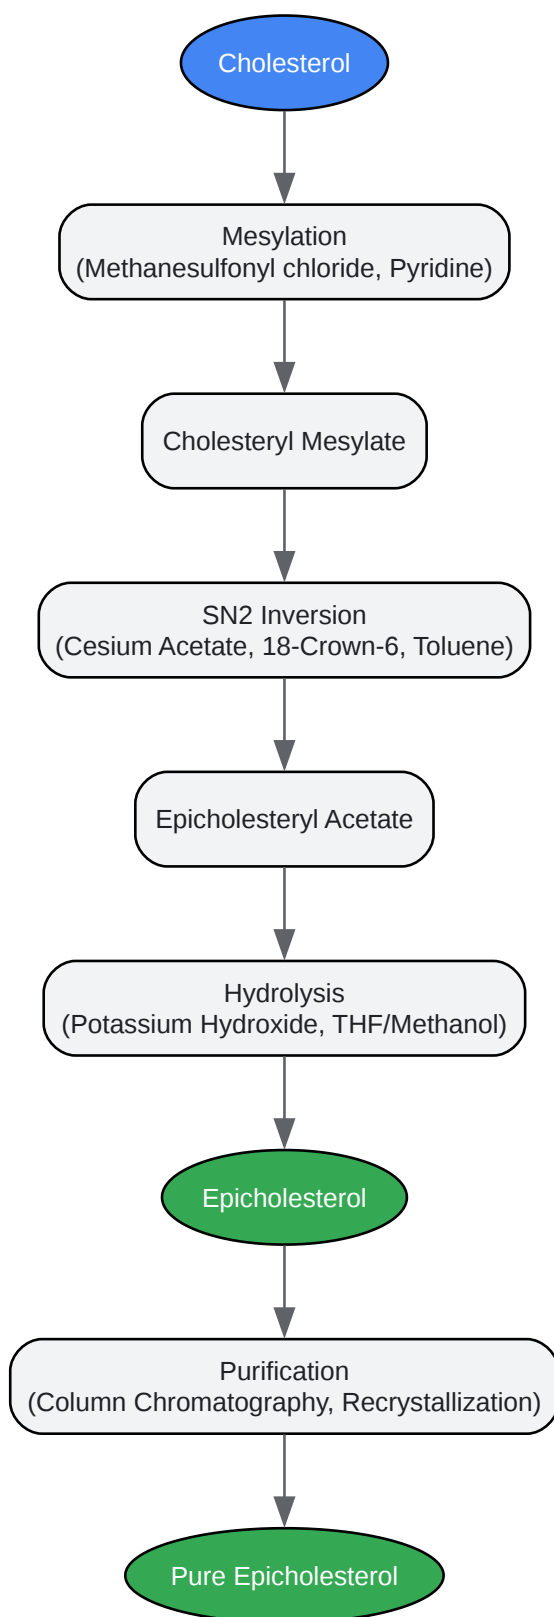 Cholesterol
Mesylation
(Methanesulfonyl chloride, Pyridine)
Cholesteryl Mesylate
SN2 Inversion
(Cesium Acetate, 18-Crown-6, Toluene)
Epicholesteryl Acetate
Hydrolysis
(Potassium Hydroxide, THF/Methanol)
Epicholesterol
Purification
(Column Chromatography, Recrystallization)
Pure Epicholesterol